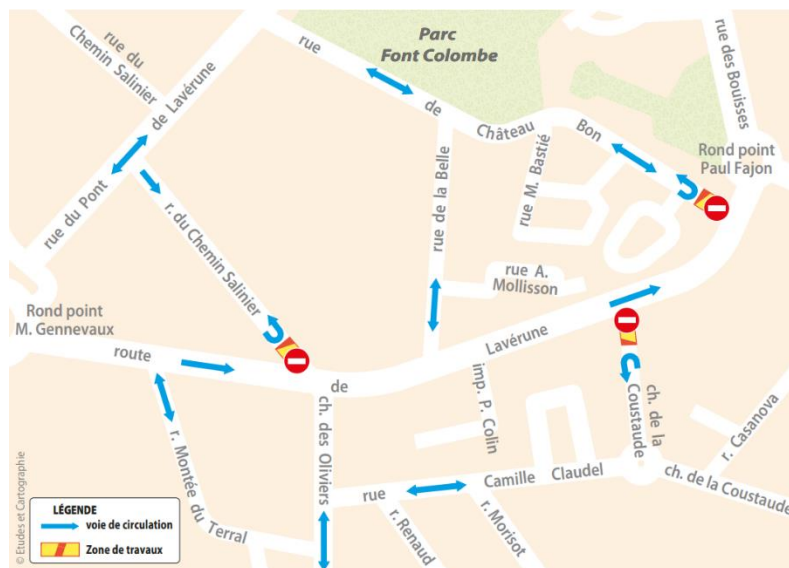 Parc
Font Colombe
rue du
Chemin Salinier
rue du Pont de Lavérune
rue de Château Bon
rue des Bouisses
Rond point
Paul Fajon
rue M. Bastié
rue de la Belle
r. du Chemin Salinier
rue A.
Mollisson
Rond point
M. Gennevaux
route de Lavérune
imp. P. Colin
ch. de la
Coustaude
r. Casanova
ch. des Oliviers
r. Montée du Terral
rue Camille Claudel
ch. de la Coustaude
r. Renaud
r. Morisot
LÉGENDE
voie de circulation
Zone de travaux
© Etudes et Cartographie